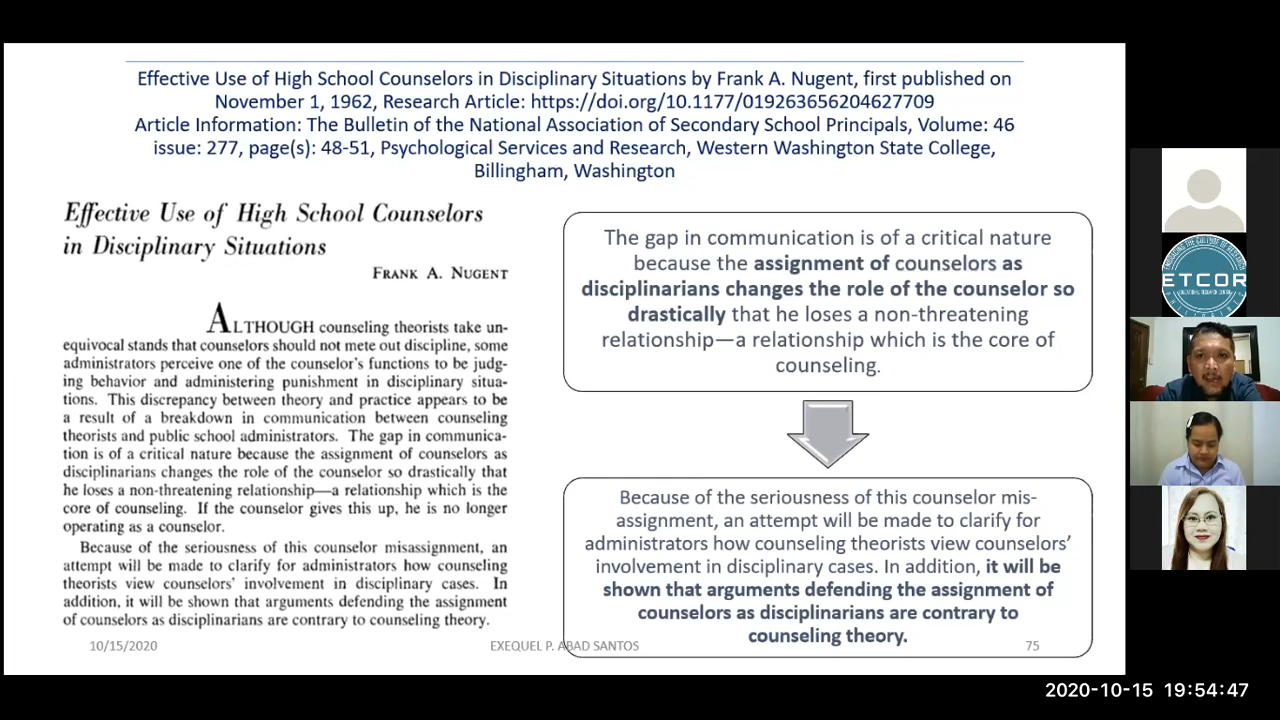 Effective Use of High School Counselors in Disciplinary Situations by Frank A. Nugent, first published on
November 1, 1962, Research Article: https://doi.org/10.1177/019263656204627709
Article Information: The Bulletin of the National Association of Secondary School Principals, Volume: 46
issue: 277, page(s): 48-51, Psychological Services and Research, Western Washington State College,
Billingham, Washington
Effective Use of High School Counselors
in Disciplinary Situations
FRANK A. NUGENT
ALTHOUGH counseling theorists take un-
equivocal stands that counselors should not mete out discipline, some
administrators perceive one of the counselor's functions to be judg-
ing behavior and administering punishment in disciplinary situa-
tions. This discrepancy between theory and practice appears to be
a result of a breakdown in communication between counseling
theorists and public school administrators. The gap in communica-
tion is of a critical nature because the assignment of counselors as
disciplinarians changes the role of the counselor so drastically that
he loses a non-threatening relationship—a relationship which is the
core of counseling. If the counselor gives this up, he is no longer
operating as a counselor.
Because of the seriousness of this counselor misassignment, an
attempt will be made to clarify for administrators how counseling
theorists view counselors' involvement in disciplinary cases. In
addition, it will be shown that arguments defending the assignment
of counselors as disciplinarians are contrary to counseling theory.
The gap in communication is of a critical nature
because the assignment of counselors as
disciplinarians changes the role of the counselor so
drastically that he loses a non-threatening
relationship—a relationship which is the core of
counseling.
Because of the seriousness of this counselor mis-
assignment, an attempt will be made to clarify for
administrators how counseling theorists view counselors'
involvement in disciplinary cases. In addition, it will be
shown that arguments defending the assignment of
counselors as disciplinarians are contrary to
counseling theory.
10/15/2020
EXEQUEL P. ABAD SANTOS
75
ETCOR
2020-10-15 19:54:47